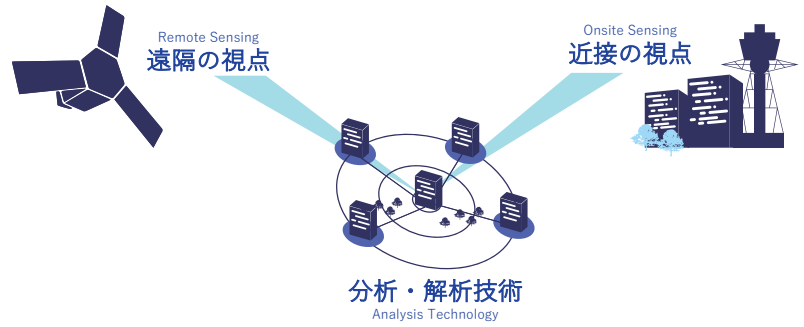 Remote Sensing
遠隔の視点
Onsite Sensing
近接の視点
分析・解析技術
Analysis Technology